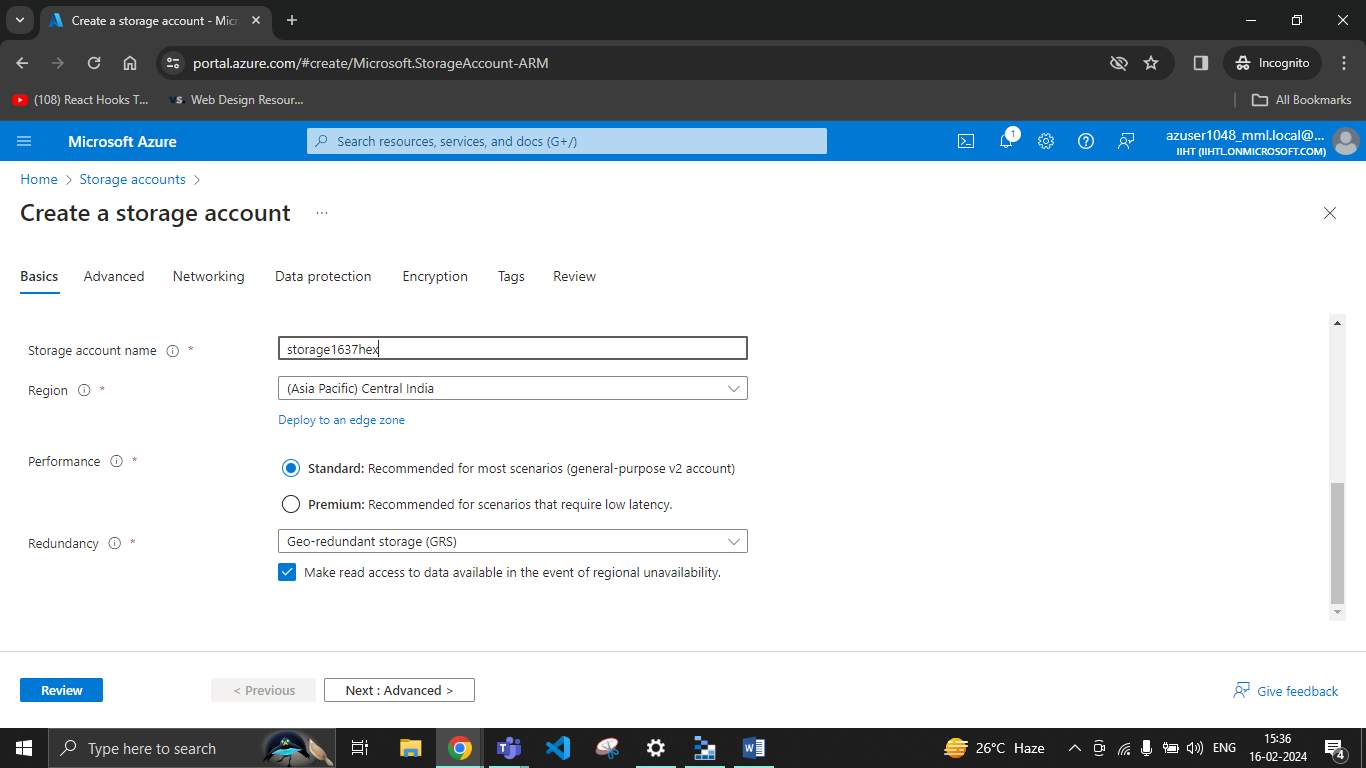 Create a storage account - Micr
portal.azure.com/#create/Microsoft.StorageAccount-ARM
Incognito
(108) React Hooks T...
VS.
Web Design Resour...
All Bookmarks
Microsoft Azure
Search resources, services, and docs (G+/)
1
azuser1048_mml.local@...
IIHT (IIHTL.ONMICROSOFT.COM)
Home > Storage accounts >
Create a storage account ...
Basics Advanced Networking Data protection Encryption Tags Review
Storage account name *
storage1637hex
Region *
(Asia Pacific) Central India
Deploy to an edge zone
Performance *
Standard: Recommended for most scenarios (general-purpose v2 account)
Premium: Recommended for scenarios that require low latency.
Redundancy *
Geo-redundant storage (GRS)
Make read access to data available in the event of regional unavailability.
Review
< Previous
Next : Advanced >
Give feedback
Type here to search
26°C Haze
ENG
15:36
16-02-2024
4